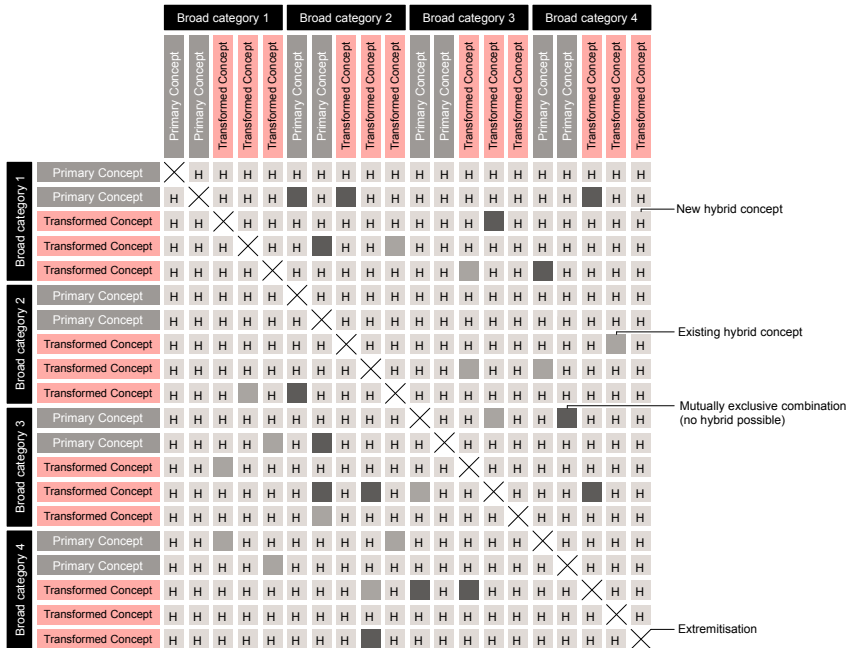 Broad category 1 Broad category 2 Broad category 3 Broad category 4
Primary Concept
Primary Concept
Transformed Concept
Transformed Concept
Transformed Concept
Primary Concept
Primary Concept
Transformed Concept
Transformed Concept
Transformed Concept
Primary Concept
Primary Concept
Transformed Concept
Transformed Concept
Transformed Concept
Primary Concept
Primary Concept
Transformed Concept
Transformed Concept
Transformed Concept
Broad category 1
Primary Concept H H H H H H H H H H H H H H H H H H H
Primary Concept H H H H H H H H H H H H H H H H
Transformed Concept H H H H H H H H H H H H H H H H H H
New hybrid concept
Transformed Concept H H H H H H H H H H H H H H H H H
Transformed Concept H H H H H H H H H H H H H H H H H
Broad category 2
Primary Concept H H H H H H H H H H H H H H H H H H H
Primary Concept H H H H H H H H H H H H H H H H H H H
Transformed Concept H H H H H H H H H H H H H H H H H H
Existing hybrid concept
Transformed Concept H H H H H H H H H H H H H H H H H
Transformed Concept H H H H H H H H H H H H H H H H H
Broad category 3
Primary Concept H H H H H H H H H H H H H H H H H
Mutually exclusive combination
(no hybrid possible)
Primary Concept H H H H H H H H H H H H H H H H H
Transformed Concept H H H H H H H H H H H H H H H H H H
Transformed Concept H H H H H H H H H H H H H H H
Transformed Concept H H H H H H H H H H H H H H H H H H
Broad category 4
Primary Concept H H H H H H H H H H H H H H H H H
Primary Concept H H H H H H H H H H H H H H H H H H
Transformed Concept H H H H H H H H H H H H H H H H
Transformed Concept H H H H H H H H H H H H H H H H H H H
Transformed Concept H H H H H H H H H H H H H H H H H H
Extremitisation